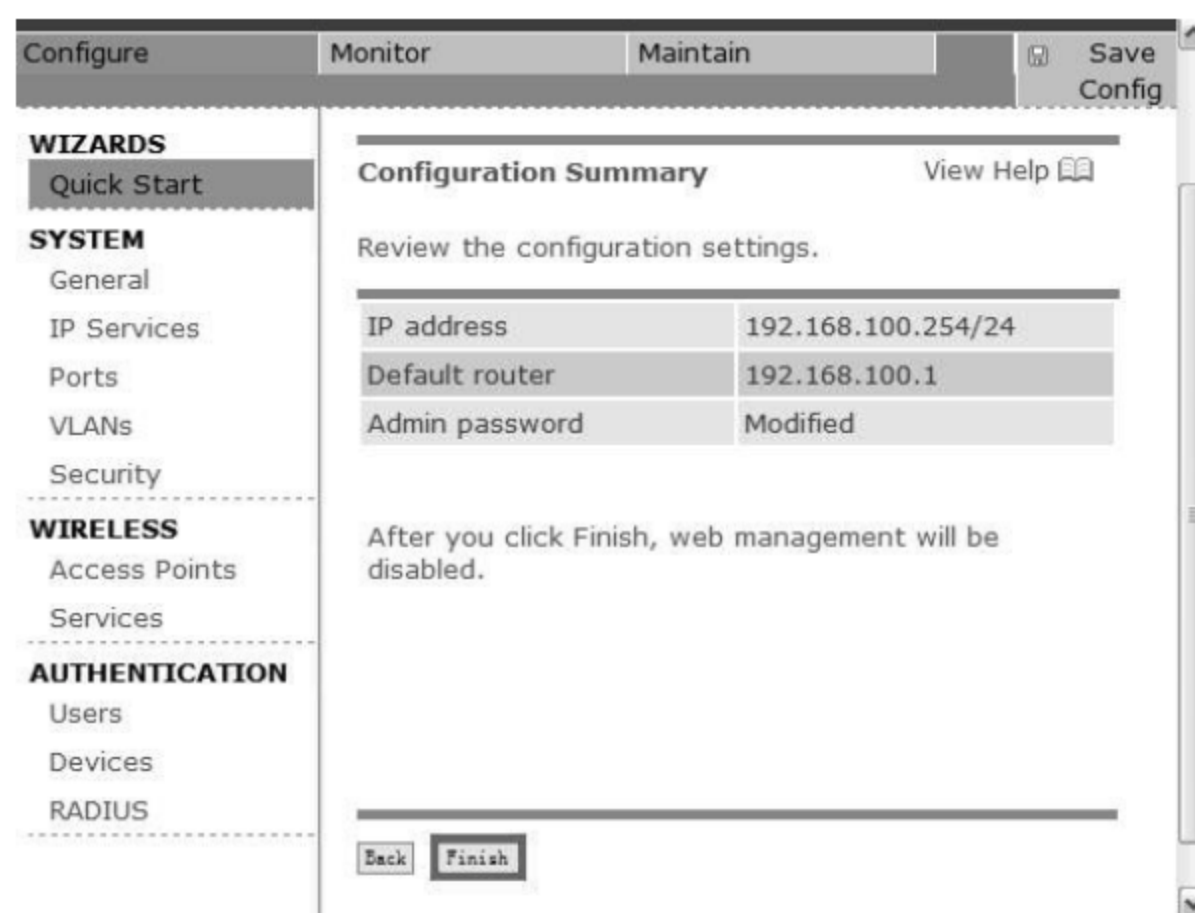 Configure
Monitor
Maintain
Save
Config
WIZARDS
Quick Start
SYSTEM
General
IP Services
Ports
VLANs
Security
WIRELESS
Access Points
Services
AUTHENTICATION
Users
Devices
RADIUS
Configuration Summary
View Help
Review the configuration settings.
IP address 192.168.100.254/24
Default router 192.168.100.1
Admin password Modified
After you click Finish, web management will be
disabled.
Back
Finish